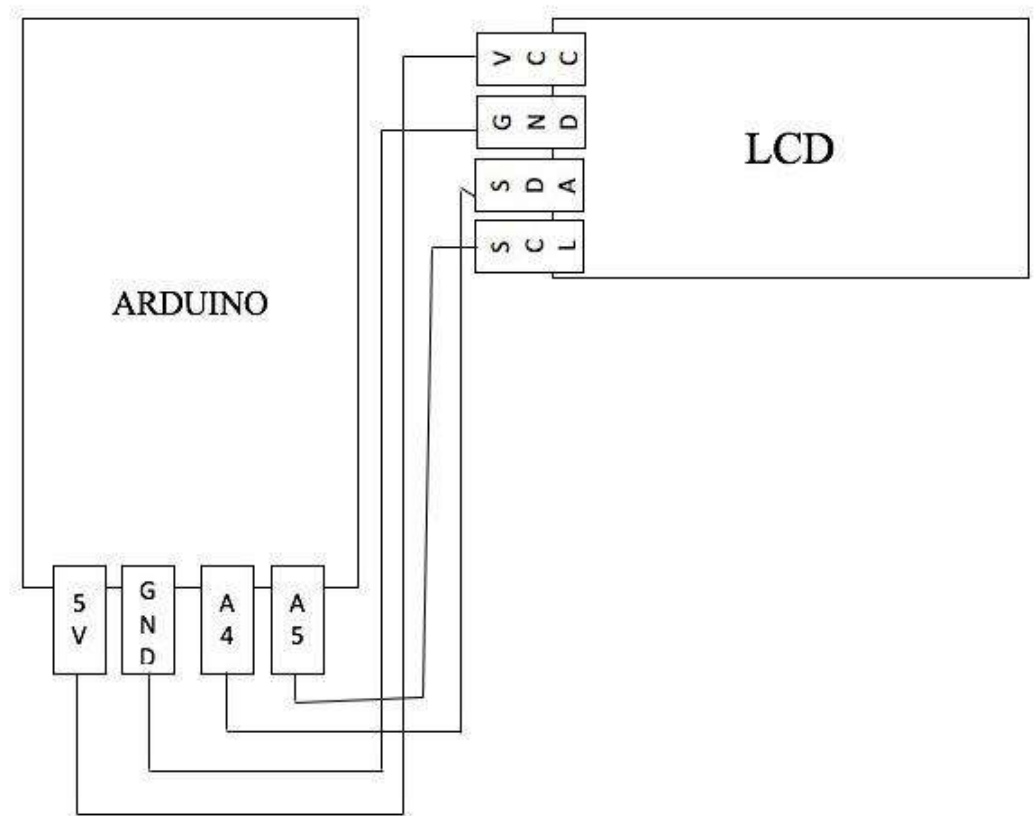 VCC
GND
LCD
SDA
SCL
ARDUINO
5V
GND
A4
A5